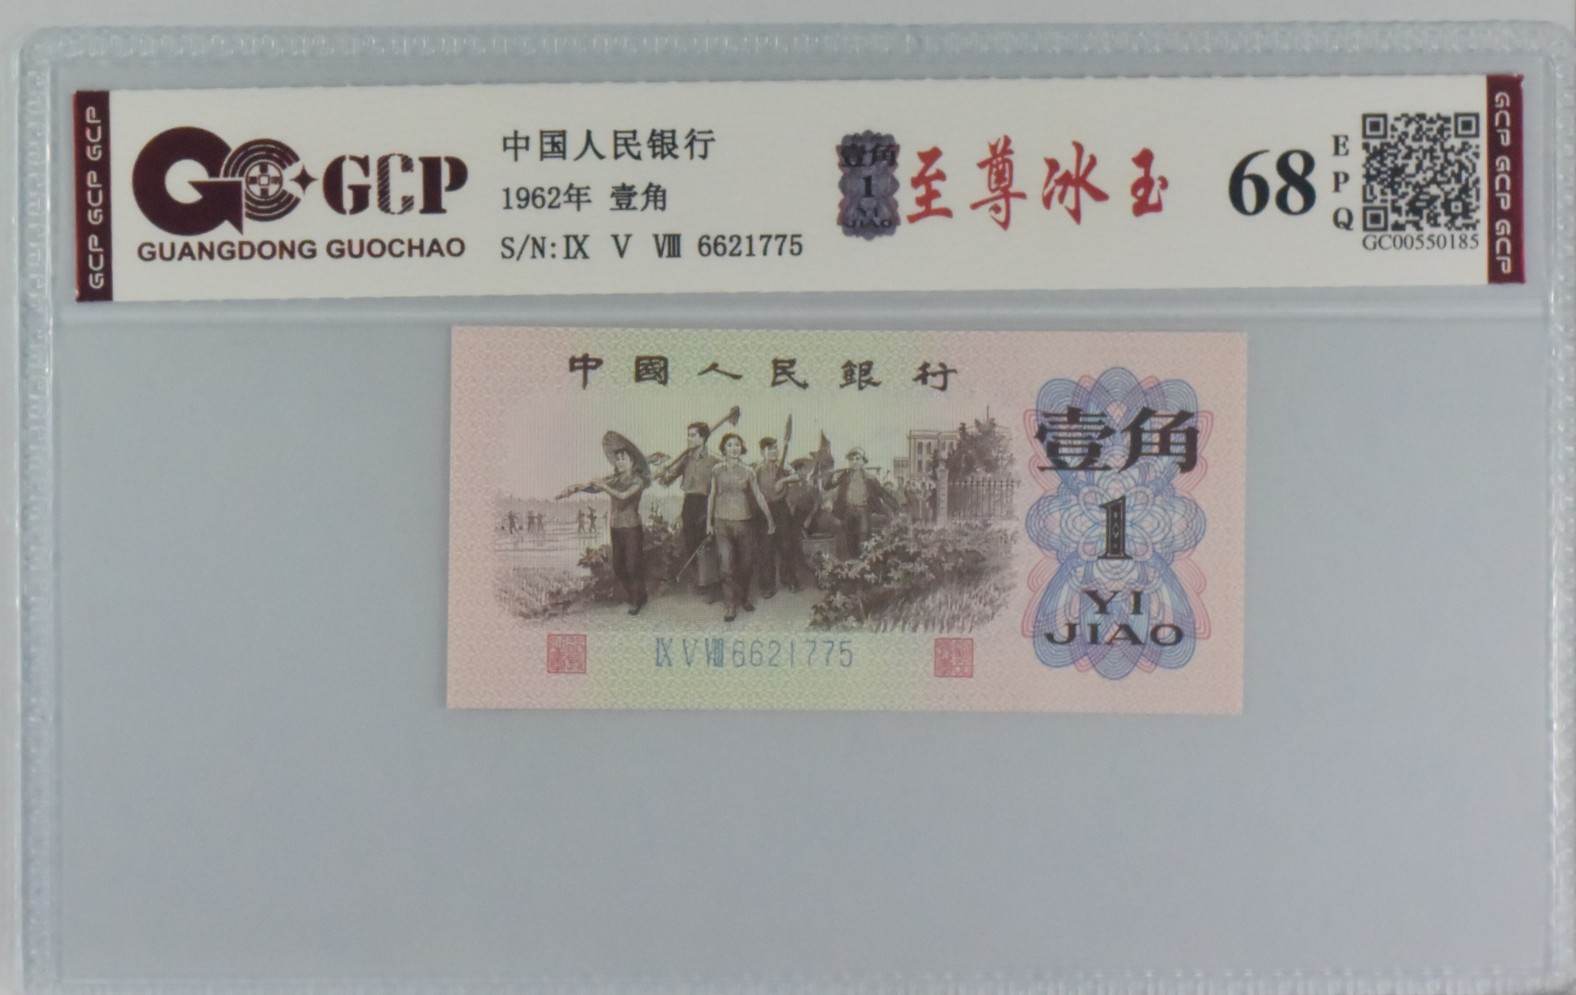 GCP GCP GCP
GCP
GUANGDONG GUOCHAO
中国人民银行
1962年 壹角
S/N:Ⅸ Ⅴ Ⅷ 6621775
壹角
1
YI
JIAO
至尊冰玉
68
EPQ
GC00550185
GCP GCP GCP
中國人民銀行
壹角
1
YI
JIAO
Ⅸ Ⅴ Ⅷ 6621775